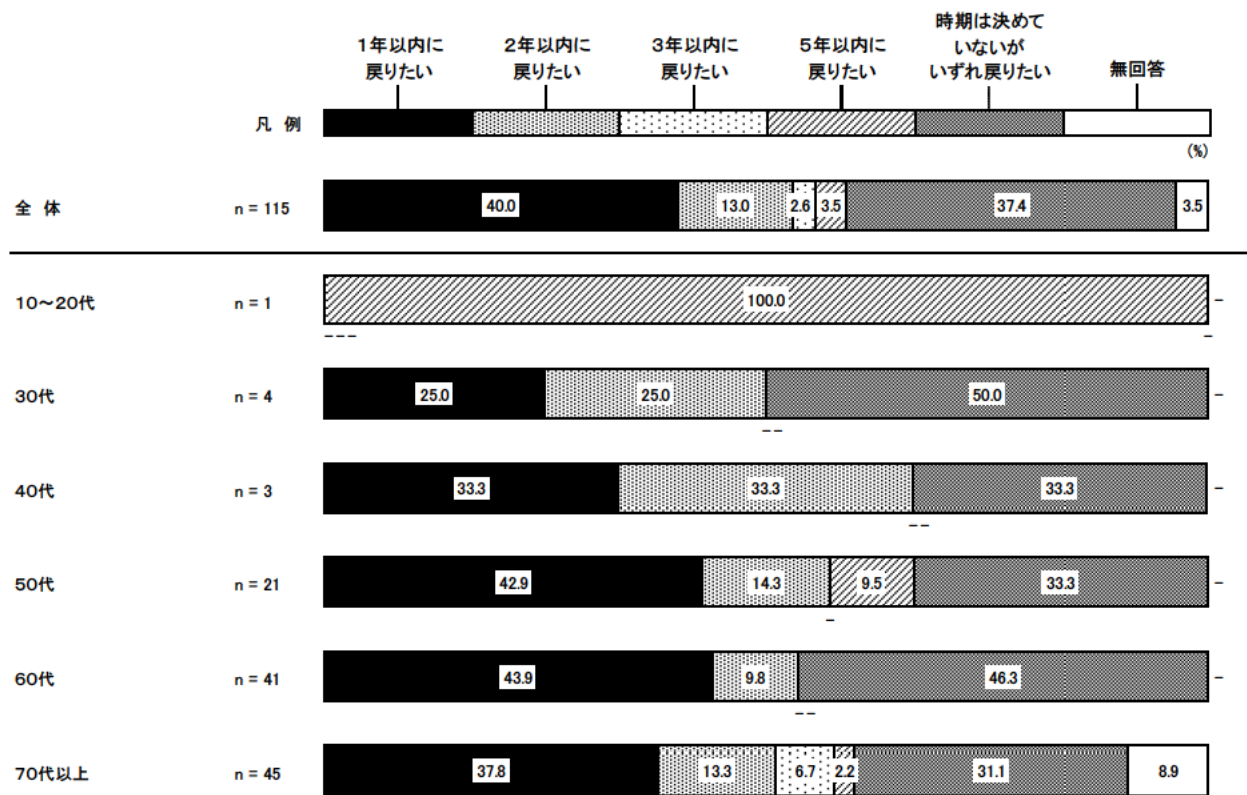 1年以内に
戻りたい
2年以内に
戻りたい
3年以内に
戻りたい
5年以内に
戻りたい
時期は決めて
いないが
いずれ戻りたい
無回答
凡 例
(%)
全 体 n = 115 40.0 13.0 2.6 3.5 37.4 3.5
10～20代 n = 1 100.0 -
--- -
30代 n = 4 25.0 25.0 50.0 -
--
40代 n = 3 33.3 33.3 33.3 -
--
50代 n = 21 42.9 14.3 9.5 33.3 -
-
60代 n = 41 43.9 9.8 46.3 -
--
70代以上 n = 45 37.8 13.3 6.7 2.2 31.1 8.9